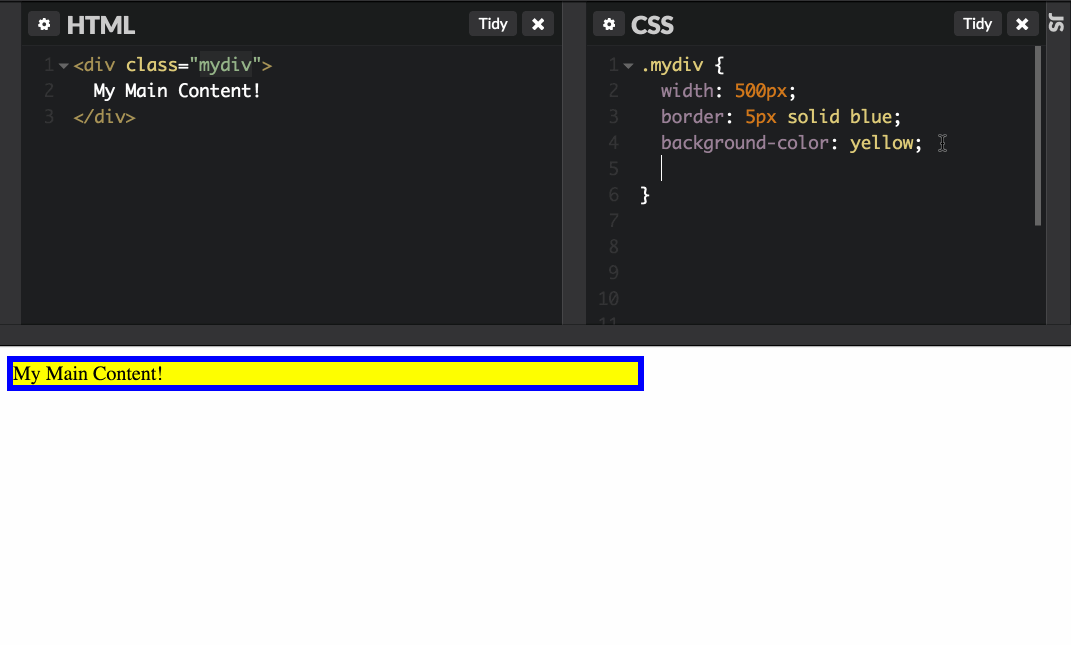 HTML
Tidy
1 <div class="mydiv">
2 My Main Content!
3 </div>
CSS
Tidy
JS
1 .mydiv {
2 width: 500px;
3 border: 5px solid blue;
4 background-color: yellow;
5
6 }
7
8
9
10
11
My Main Content!